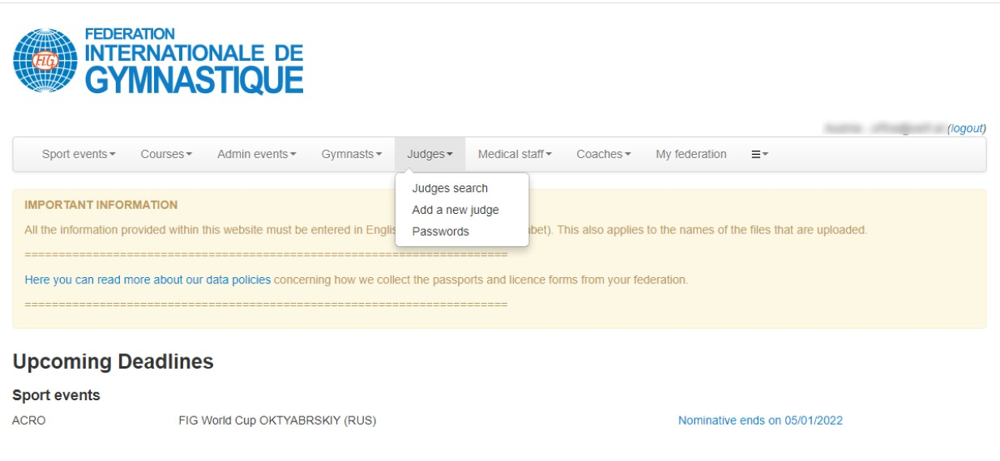 FEDERATION
INTERNATIONALE DE
GYMNASTIQUE
FIG
(logout)
Sport events Courses Admin events Gymnasts Judges Medical staff Coaches My federation
Judges search
Add a new judge
Passwords
IMPORTANT INFORMATION
All the information provided within this website must be entered in This also applies to the names of the files that are uploaded.
=======================================================================
Here you can read more about our data policies concerning how we collect the passports and licence forms from your federation.
=======================================================================
Upcoming Deadlines
Sport events
ACRO FIG World Cup OKTYABRSKIY (RUS) Nominative ends on 05/01/2022